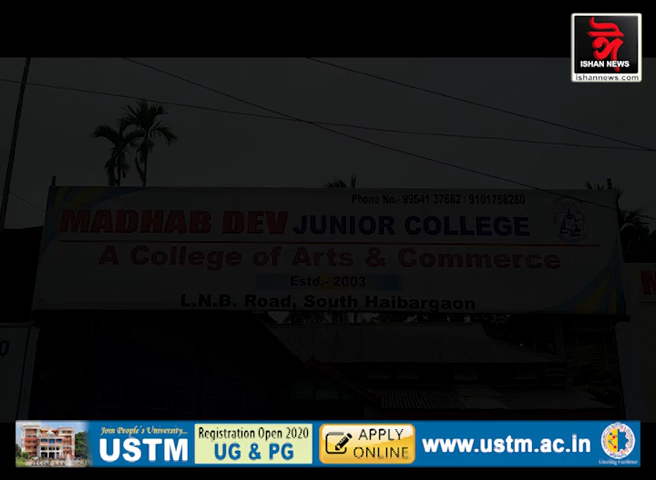 ঈ
ISHAN NEWS
ishannews.com
Phone No.- 99541 37662 / 9101756260
MADHAB DEV JUNIOR COLLEGE
A College of Arts & Commerce
Estd.- 2003
L.N.B. Road, South Haibargaon
Join People's University...
USTM
Registration Open 2020
UG & PG
APPLY
ONLINE
www.ustm.ac.in